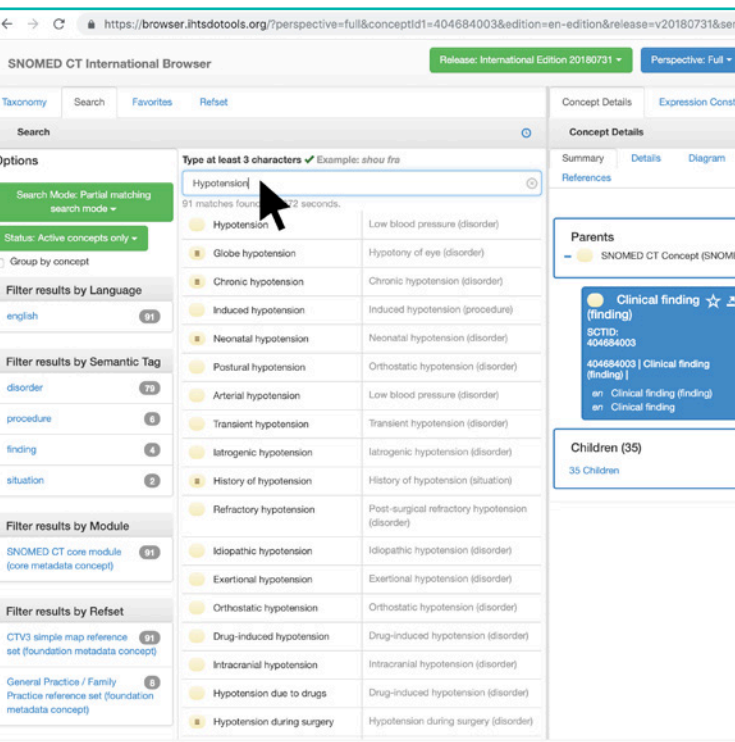 https://browser.ihtsdotools.org/?perspective=full&conceptId1=404684003&edition=en-edition&release=v20180731&ser
SNOMED CT International Browser
Release: International Edition 20180731
Perspective: Full
Taxonomy Search Favorites Refset
Search
Options
Search Mode: Partial matching
search mode
Status: Active concepts only
Group by concept
Filter results by Language
english 91
Filter results by Semantic Tag
disorder 79
procedure 6
finding 4
situation 2
Filter results by Module
SNOMED CT core module 91
(core metadata concept)
Filter results by Refset
CTV3 simple map reference 91
set (foundation metadata concept)
General Practice / Family 8
Practice reference set (foundation
metadata concept)
Type at least 3 characters ✔ Example: shou fra
Hypotension
91 matches found 72 seconds.
Hypotension Low blood pressure (disorder)
Globe hypotension Hypotony of eye (disorder)
Chronic hypotension Chronic hypotension (disorder)
Induced hypotension Induced hypotension (procedure)
Neonatal hypotension Neonatal hypotension (disorder)
Postural hypotension Orthostatic hypotension (disorder)
Arterial hypotension Low blood pressure (disorder)
Transient hypotension Transient hypotension (disorder)
Iatrogenic hypotension Iatrogenic hypotension (disorder)
History of hypotension History of hypotension (situation)
Refractory hypotension Post-surgical refractory hypotension
(disorder)
Idiopathic hypotension Idiopathic hypotension (disorder)
Exertional hypotension Exertional hypotension (disorder)
Orthostatic hypotension Orthostatic hypotension (disorder)
Drug-induced hypotension Drug-induced hypotension (disorder)
Intracranial hypotension Intracranial hypotension (disorder)
Hypotension due to drugs Drug-induced hypotension (disorder)
Hypotension during surgery Hypotension during surgery (disorder)
Concept Details Expression Const
Concept Details
Summary Details Diagram
References
Parents
SNOMED CT Concept (SNOM
Clinical finding
(finding)
SCTID:
404684003
404684003 | Clinical finding
(finding) |
en Clinical finding (finding)
en Clinical finding
Children (35)
35 Children